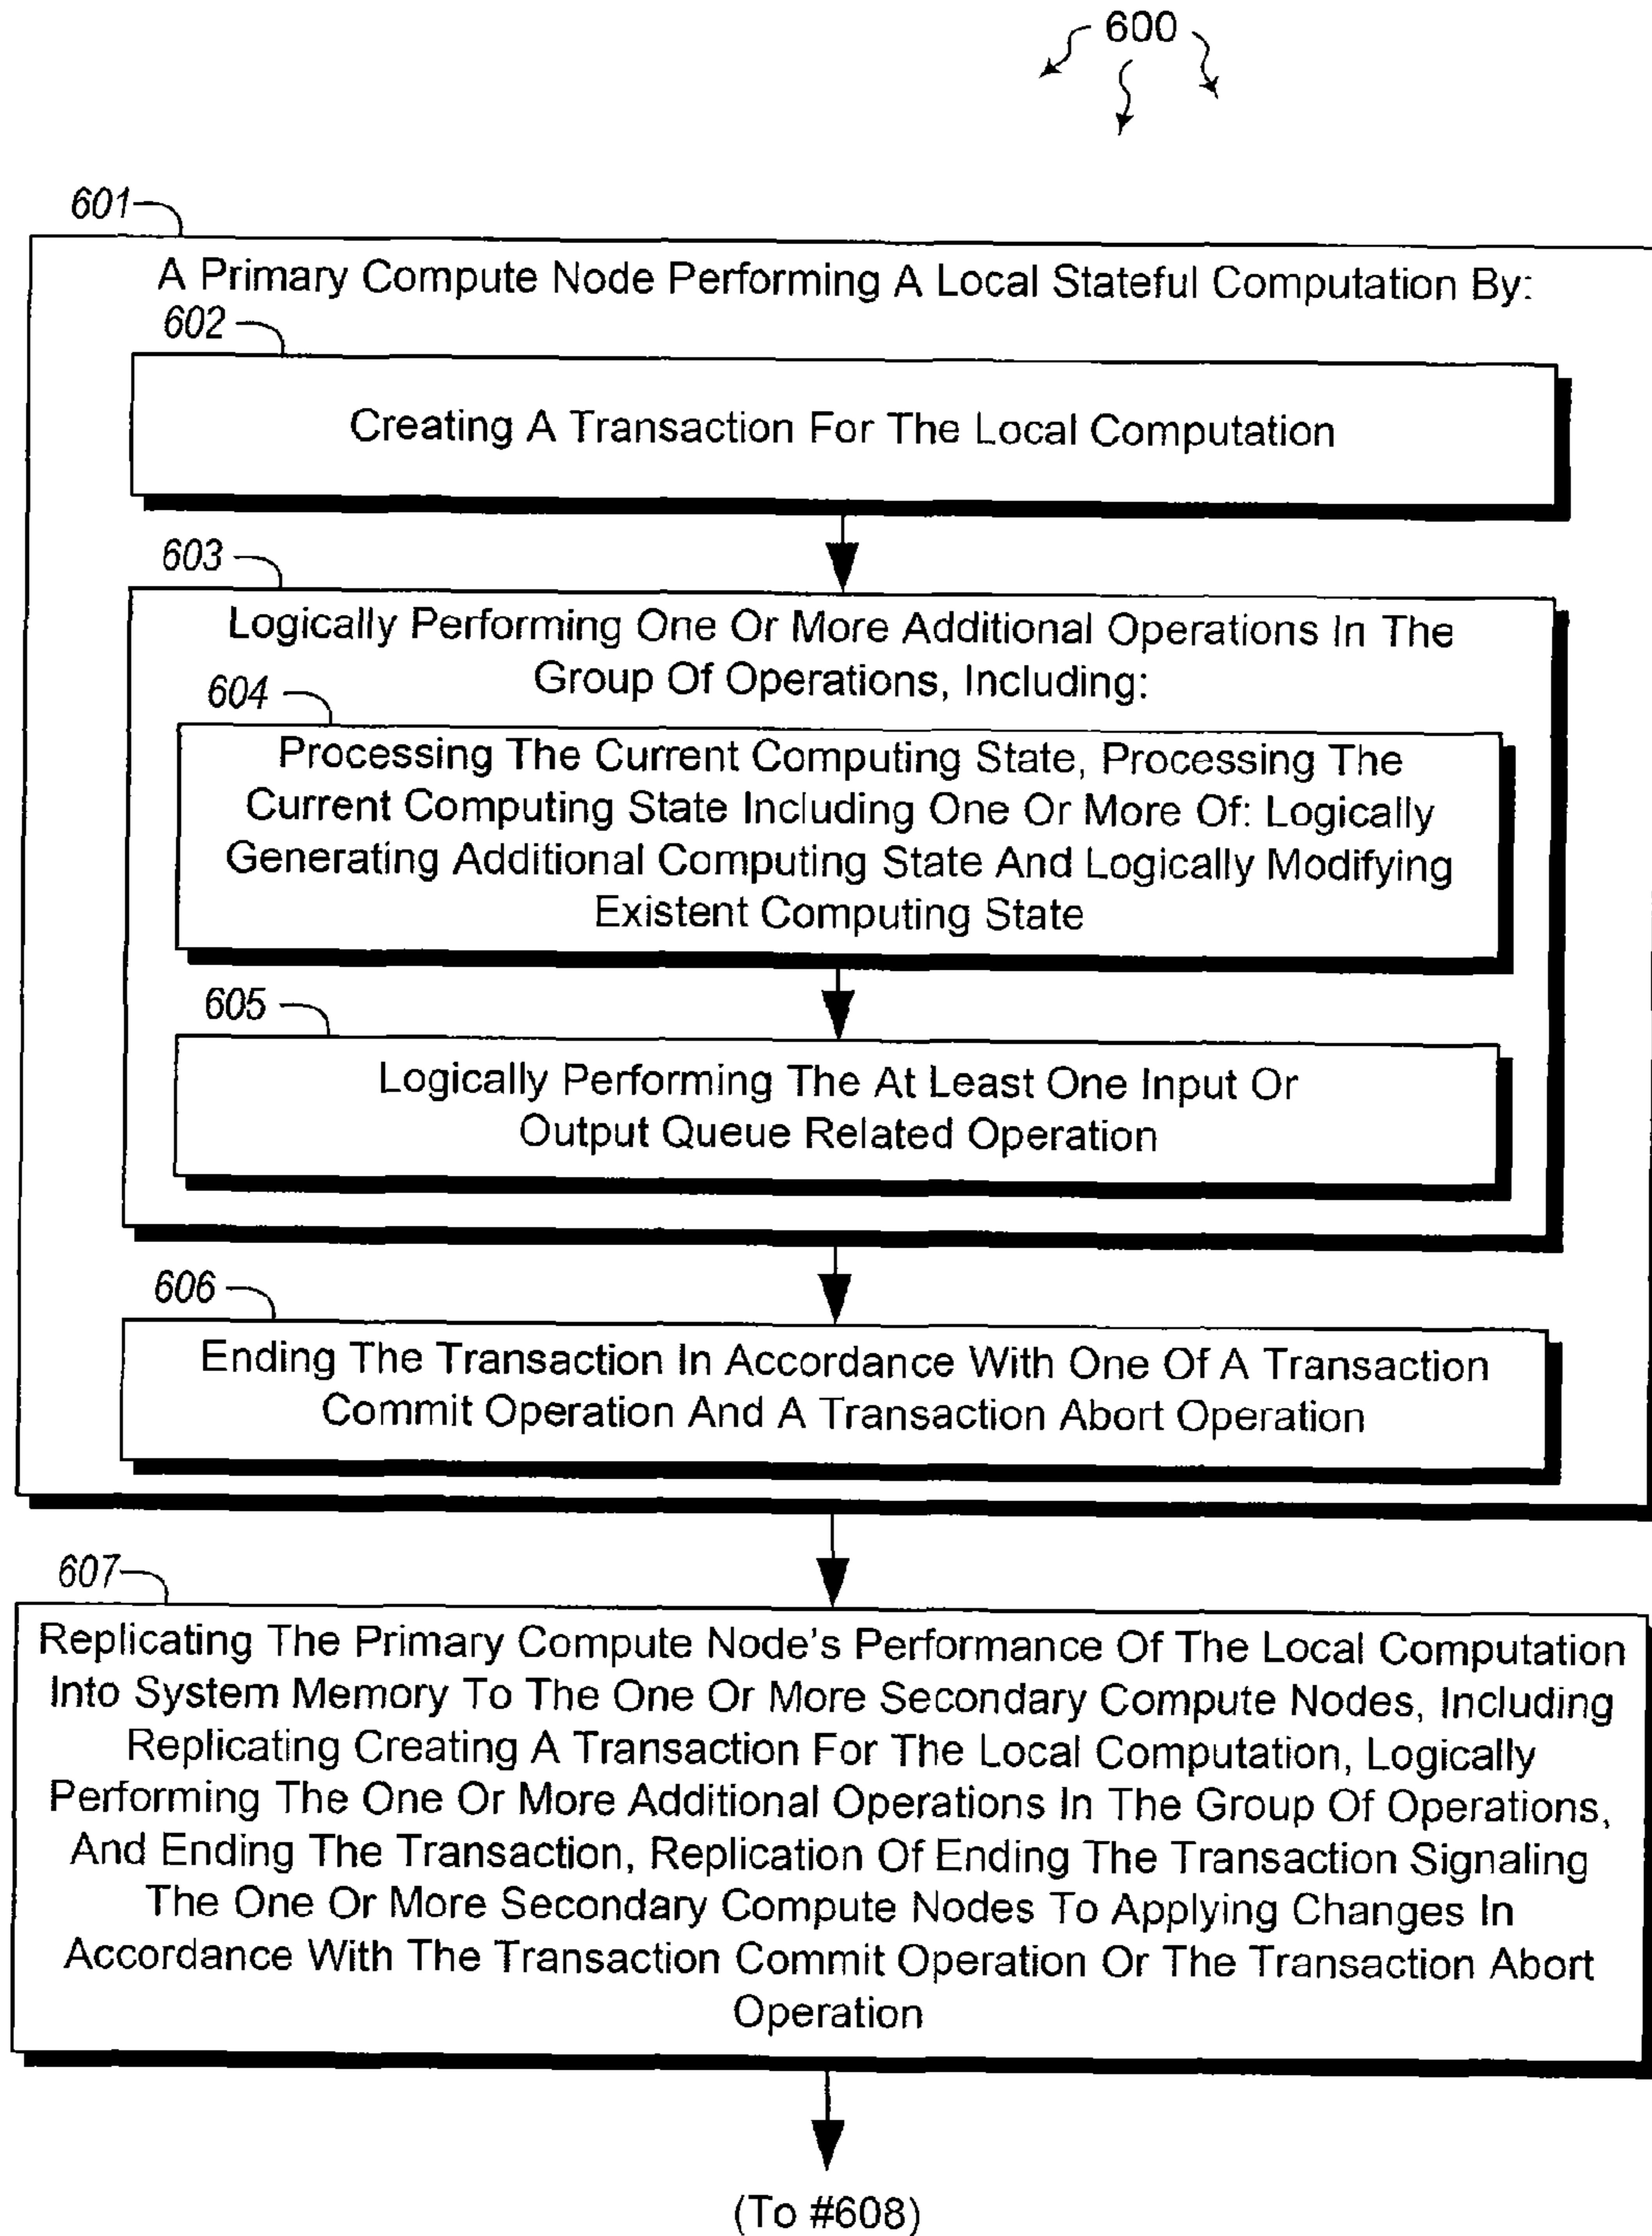 600
601
A Primary Compute Node Performing A Local Stateful Computation By:
602
Creating A Transaction For The Local Computation
603
Logically Performing One Or More Additional Operations In The
Group Of Operations, Including:
604
Processing The Current Computing State, Processing The
Current Computing State Including One Or More Of: Logically
Generating Additional Computing State And Logically Modifying
Existent Computing State
605
Logically Performing The At Least One Input Or
Output Queue Related Operation
606
Ending The Transaction In Accordance With One Of A Transaction
Commit Operation And A Transaction Abort Operation
607
Replicating The Primary Compute Node's Performance Of The Local Computation
Into System Memory To The One Or More Secondary Compute Nodes, Including
Replicating Creating A Transaction For The Local Computation, Logically
Performing The One Or More Additional Operations In The Group Of Operations,
And Ending The Transaction, Replication Of Ending The Transaction Signaling
The One Or More Secondary Compute Nodes To Applying Changes In
Accordance With The Transaction Commit Operation Or The Transaction Abort
Operation
(To #608)